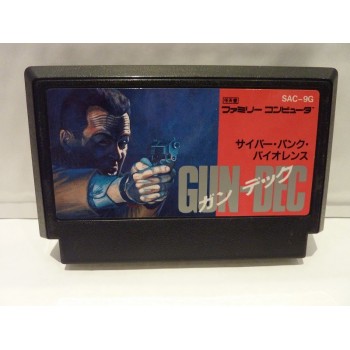 SAC-9G
ファミリー コンピュータ
サイバー・パンク・
バイオレンス
GUN-DEC
ガン デック